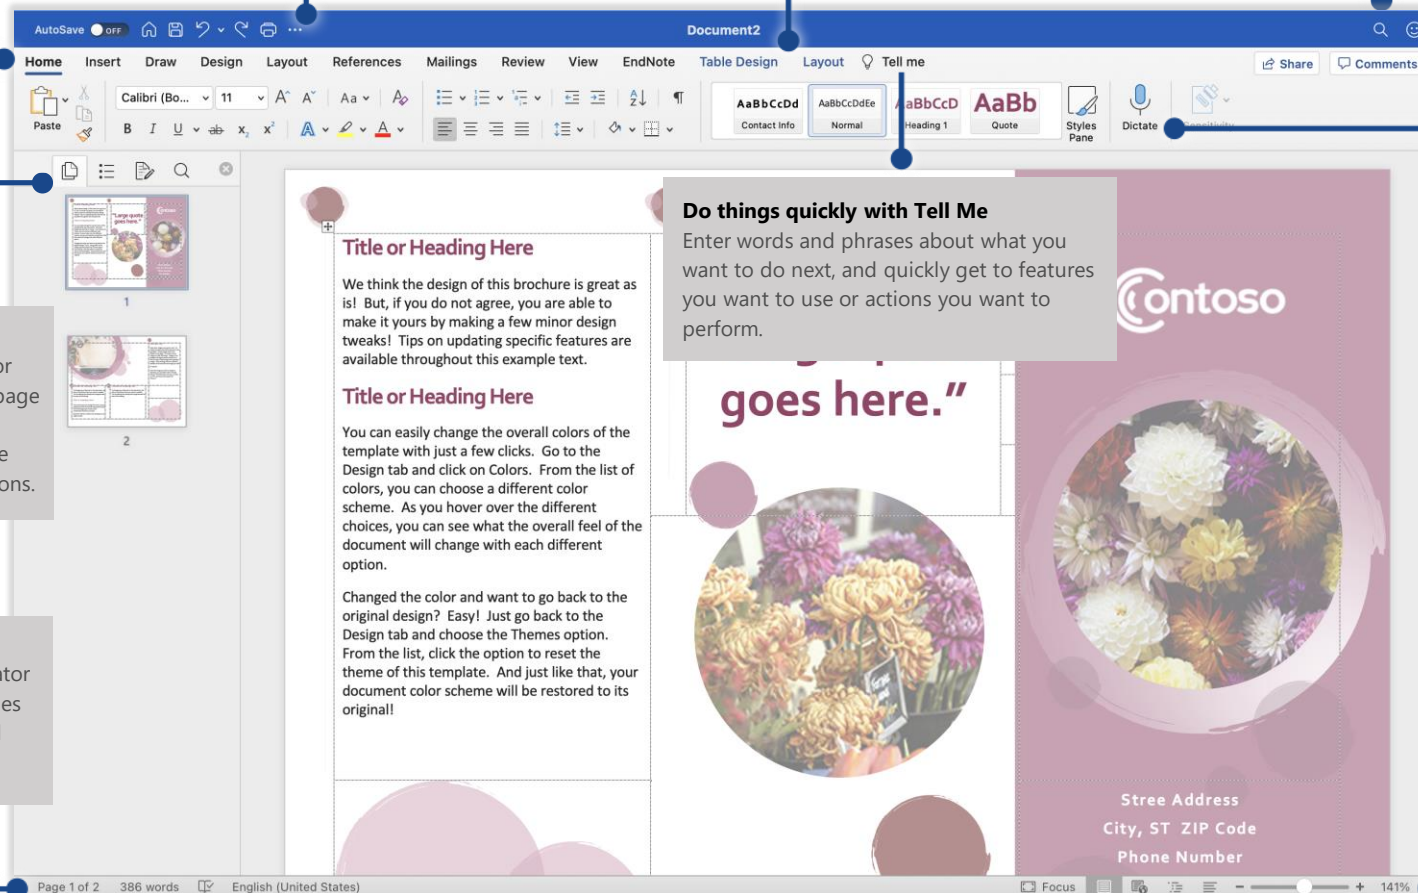 AutoSave OFF
Document2
Home Insert Draw Design Layout References Mailings Review View EndNote Table Design Layout Tell me
Share Comments
Paste
Calibri (Bo... 11
Aa
B I U ab x₂ x²
AaBbCcDd
Contact Info
AaBbCcDdEe
Normal
AaBbCcD
Heading 1
AaBb
Quote
Styles
Pane
Dictate
Sensitivity
1
2
or
page
ons.
Do things quickly with Tell Me
Enter words and phrases about what you
want to do next, and quickly get to features
you want to use or actions you want to
perform.
Title or Heading Here
We think the design of this brochure is great as
is! But, if you do not agree, you are able to
make it yours by making a few minor design
tweaks! Tips on updating specific features are
available throughout this example text.
Title or Heading Here
You can easily change the overall colors of the
template with just a few clicks. Go to the
Design tab and click on Colors. From the list of
colors, you can choose a different color
scheme. As you hover over the different
choices, you can see what the overall feel of the
document will change with each different
option.
Changed the color and want to go back to the
original design? Easy! Just go back to the
Design tab and choose the Themes option.
From the list, click the option to reset the
theme of this template. And just like that, your
document color scheme will be restored to its
original!
goes here.”
Contoso
Stree Address
City, ST ZIP Code
Phone Number
Page 1 of 2 386 words English (United States)
Focus 141%